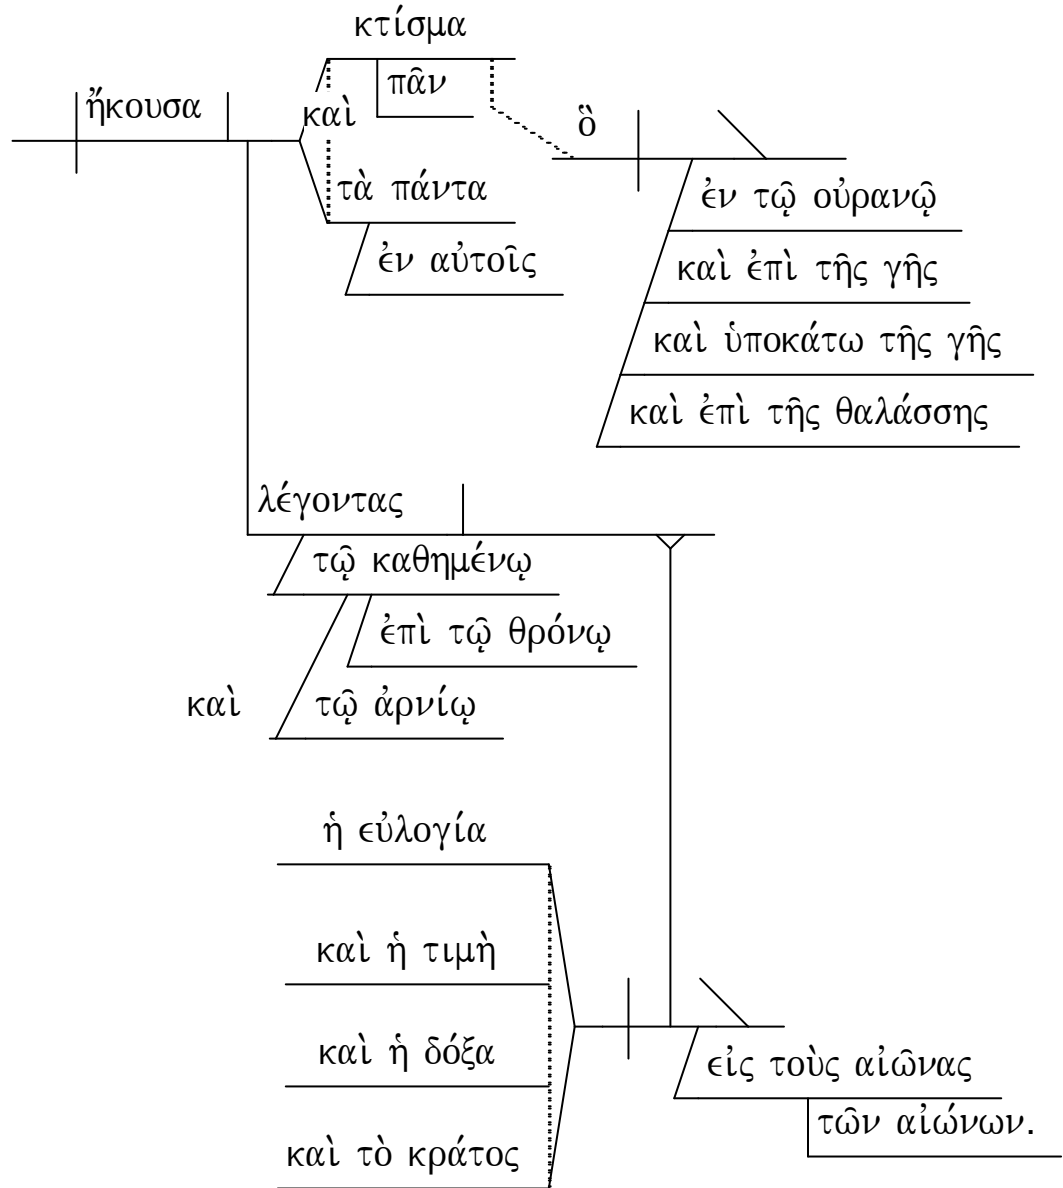 κτίσμα
πᾶν
ἤκουσα
καὶ
ὃ
τὰ πάντα
ἐν τῷ οὐρανῷ
ἐν αὐτοῖς
καὶ ἐπὶ τῆς γῆς
καὶ ὑποκάτω τῆς γῆς
καὶ ἐπὶ τῆς θαλάσσης
λέγοντας
τῷ καθημένῳ
ἐπὶ τῷ θρόνῳ
καὶ τῷ ἀρνίῳ
ἡ εὐλογία
καὶ ἡ τιμὴ
καὶ ἡ δόξα
εἰς τοὺς αἰῶνας
τῶν αἰώνων.
καὶ τὸ κράτος